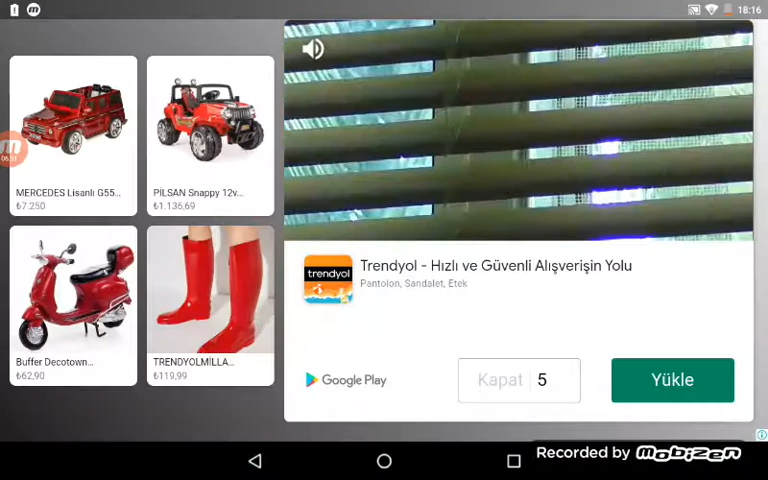 18:16
MERCEDES Lisanlı G55...
₺7.250
PİLSAN Snappy 12v...
₺1.136,69
Buffer Decotown...
₺62,90
TRENDYOLMİLLA...
₺119,99
trendyol
Trendyol - Hızlı ve Güvenli Alışverişin Yolu
Pantolon, Sandalet, Etek
Google Play
Kapat 5
Yükle
Recorded by MOBIZEN